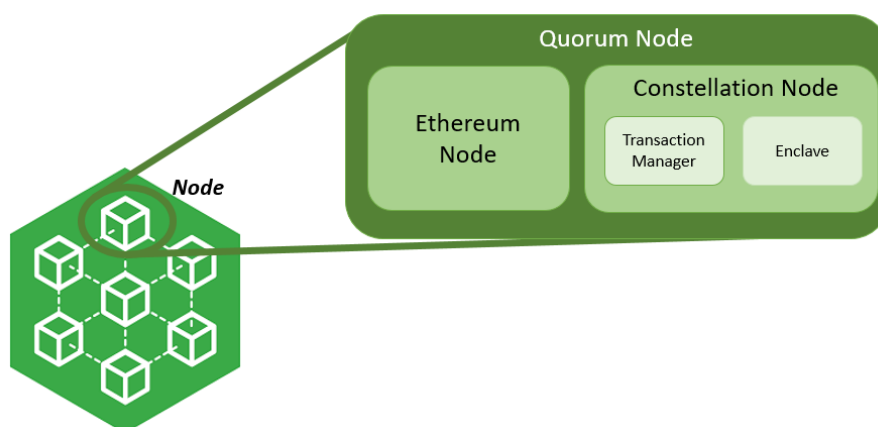 Quorum Node
Ethereum
Node
Constellation Node
Transaction
Manager
Enclave
Node